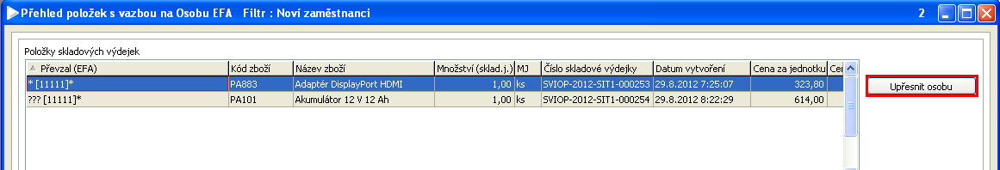 Přehled položek s vazbou na Osobu EFA Filtr : Noví zaměstnanci 2
Položky skladových výdejek
Převzal (EFA) Kód zboží Název zboží Množství (sklad.j.) MJ Číslo skladové výdejky Datum vytvoření Cena za jednotku Cer
* [11111]* PA883 Adaptér DisplayPort HDMI 1,00 ks SVIOP-2012-SIT1-000253 29.8.2012 7:25:07 323,80
Upřesnit osobu
??? [11111]* PA101 Akumulátor 12 V 12 Ah 1,00 ks SVIOP-2012-SIT1-000254 29.8.2012 8:22:29 614,00